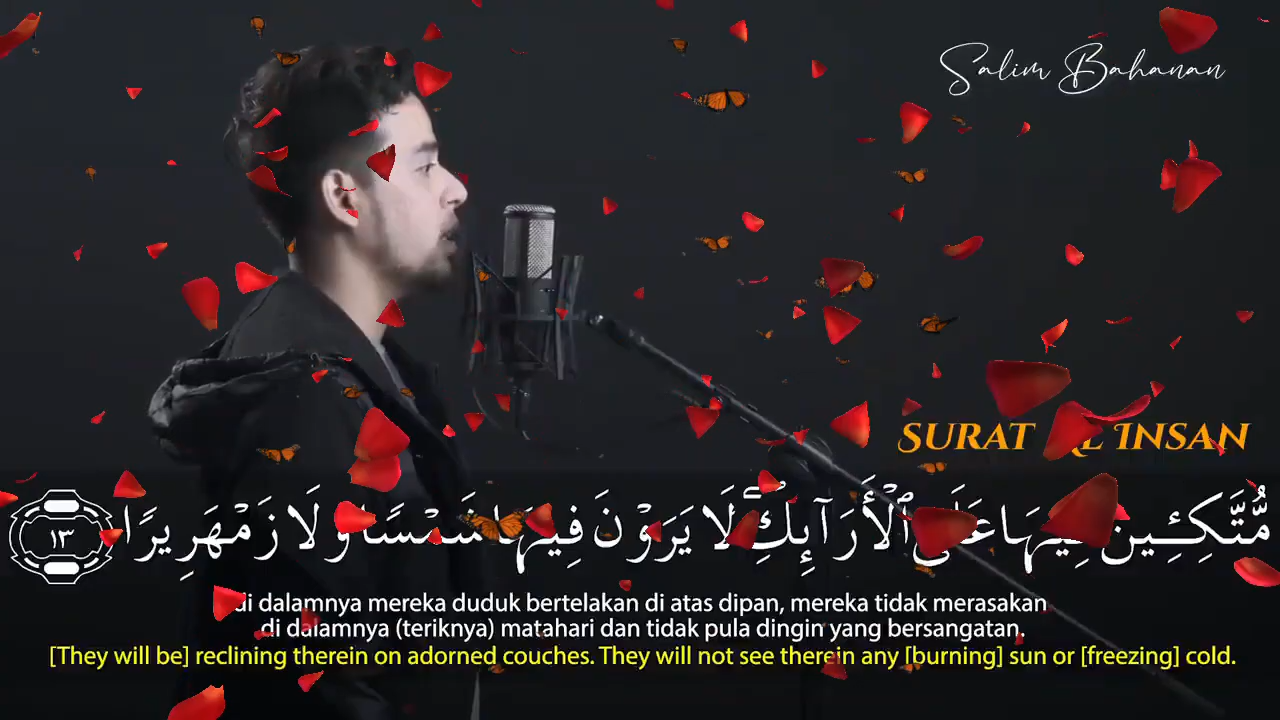 Salim Bahanan
SURAT AL INSAN
مُّتَّكِـِٔينَ فِيهَا عَلَى ٱلْأَرَآئِكِ ۖ لَا يَرَوْنَ فِيهَا شَمْسًا وَلَا زَمْهَرِيرًا ١٣
di dalamnya mereka duduk bertelakan di atas dipan, mereka tidak merasakan
di dalamnya (teriknya) matahari dan tidak pula dingin yang bersangatan.
[They will be] reclining therein on adorned couches. They will not see therein any [burning] sun or [freezing] cold.